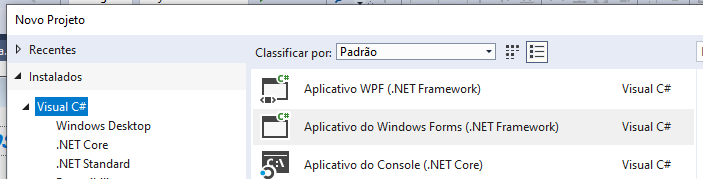 Novo Projeto
Recentes
Classificar por: Padrão
Instalados
Visual C#
Windows Desktop
.NET Core
.NET Standard
C# Aplicativo WPF (.NET Framework) Visual C#
C# Aplicativo do Windows Forms (.NET Framework) Visual C#
C# C:\ Aplicativo do Console (.NET Core) Visual C#